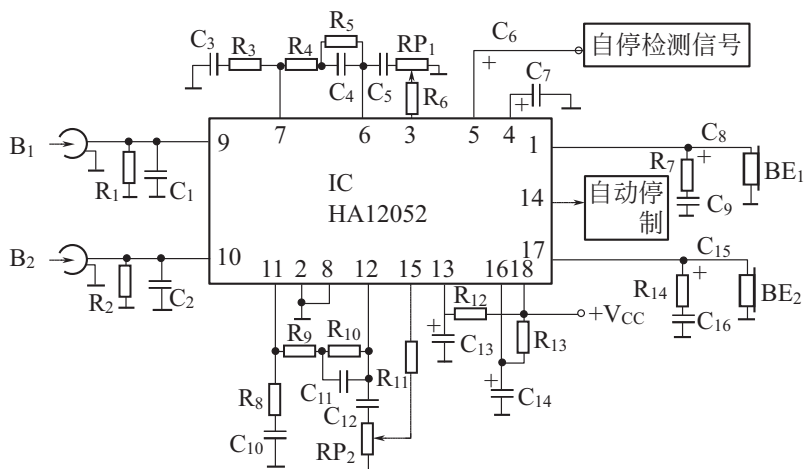 C3
R3
R4
R5
C4
C5
RP1
R6
C6
自停检测信号
+
+
C7
7
6
3
5
4
B1
R1
C1
9
1
C8
R7
+
C9
BE1
IC
HA12052
14
自动停
制
B2
R2
C2
10
17
C15
R14
+
C16
BE2
11
2
8
12
15
13
16
18
R9
R10
R12
+VCC
+
C13
R13
R8
C11
C12
R11
+
C14
C10
RP2